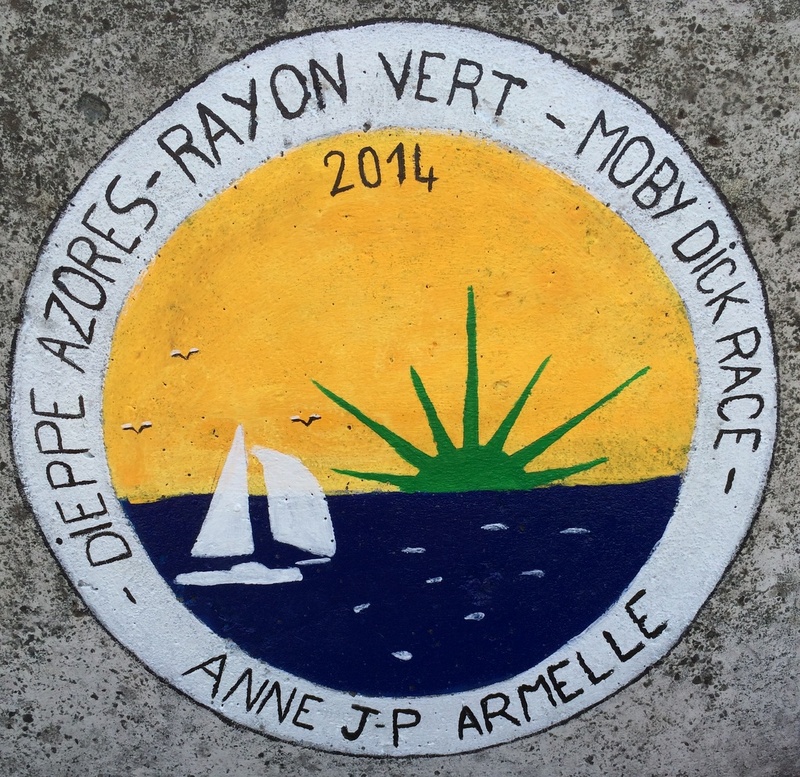 - DiEPPE AZORES-RAYON VERT - MOBY DiCK RACE -
2014
ANNE J-P ARMELLE